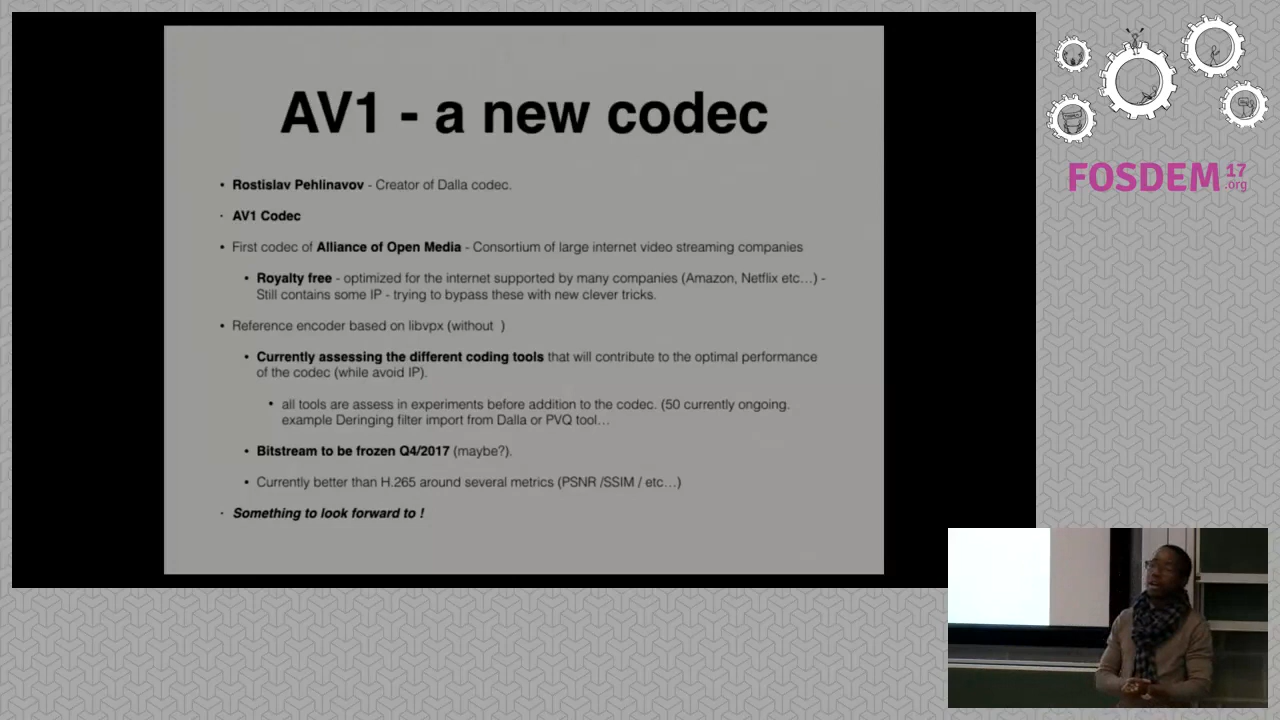 AV1 - a new codec
• Rostislav Pehlinavov - Creator of Dalla codec.
· AV1 Codec
• First codec of Alliance of Open Media - Consortium of large internet video streaming companies
• Royalty free - optimized for the internet supported by many companies (Amazon, Netflix etc…) -
Still contains some IP - trying to bypass these with new clever tricks.
• Reference encoder based on libvpx (without )
• Currently assessing the different coding tools that will contribute to the optimal performance
of the codec (while avoid IP).
• all tools are assess in experiments before addition to the codec. (50 currently ongoing.
example Deringing filter import from Dalla or PVQ tool…
• Bitstream to be frozen Q4/2017 (maybe?).
• Currently better than H.265 around several metrics (PSNR /SSIM / etc…)
· Something to look forward to !
FOSDEM 17
.org